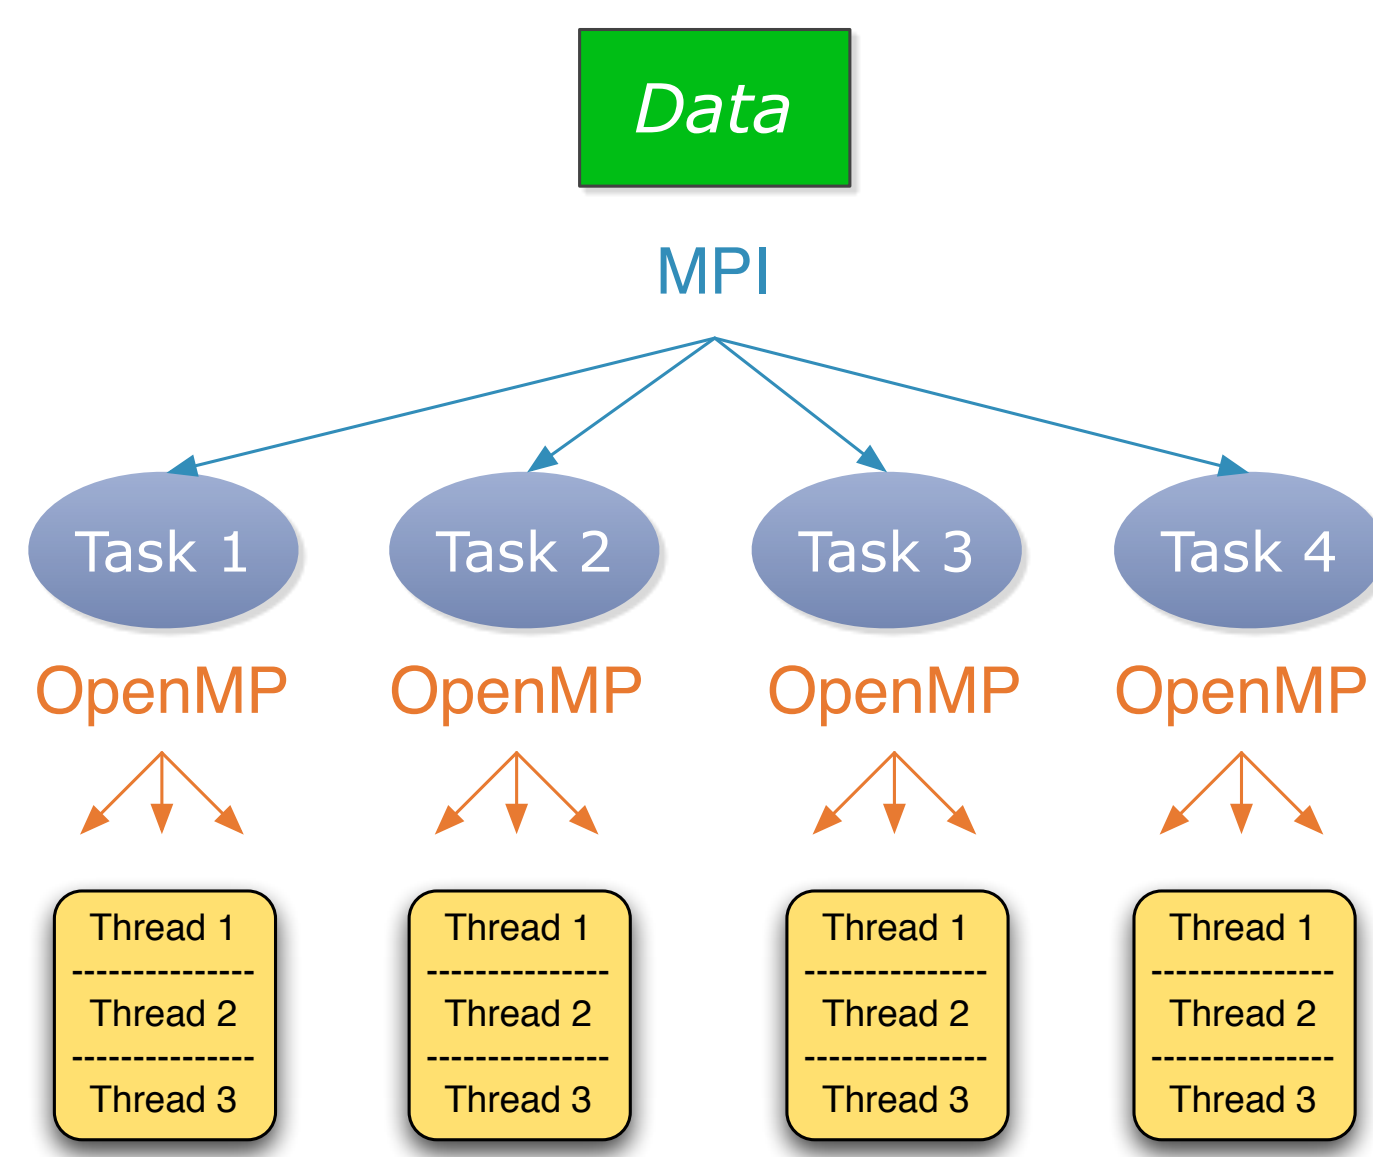 Data
MPI
Task 1 Task 2 Task 3 Task 4
OpenMP OpenMP OpenMP OpenMP
Thread 1 Thread 1 Thread 1 Thread 1
--------------- --------------- --------------- ---------------
Thread 2 Thread 2 Thread 2 Thread 2
--------------- --------------- --------------- ---------------
Thread 3 Thread 3 Thread 3 Thread 3